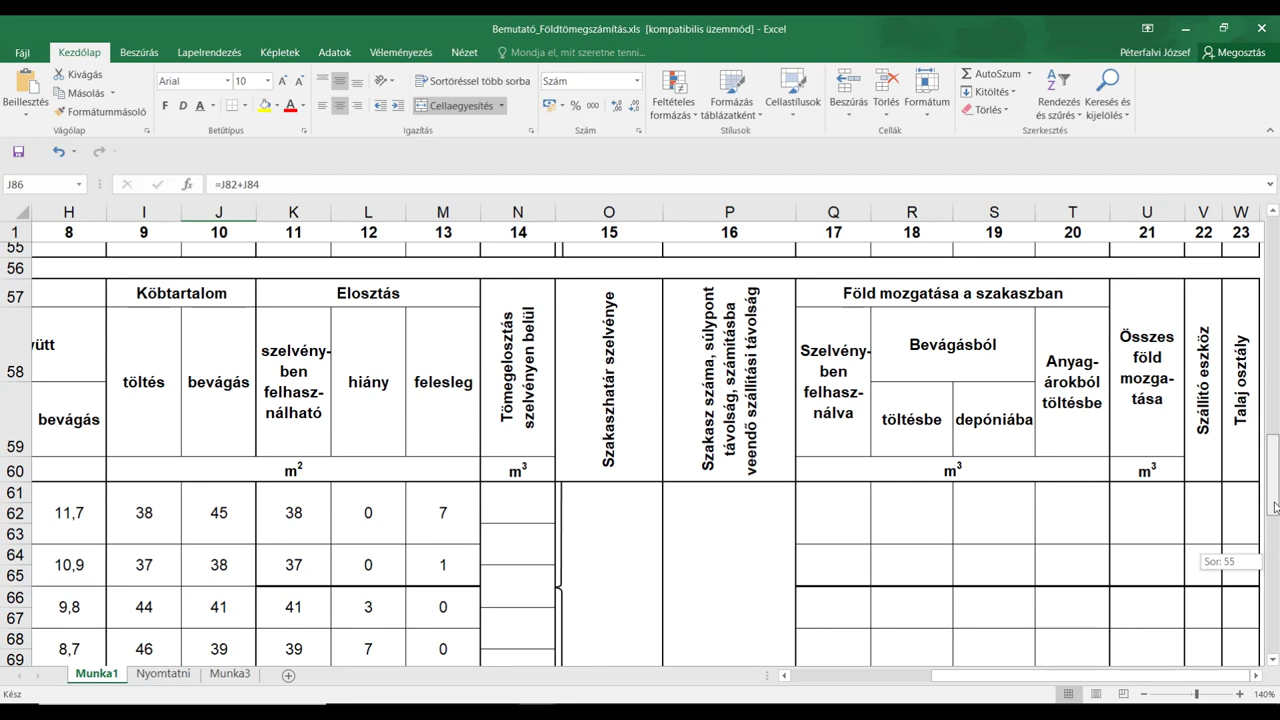 Bemutató_Földtömegszámítás.xls [kompatibilis üzemmód] - Excel
Fájl Kezdőlap Beszúrás Lapelrendezés Képletek Adatok Véleményezés Nézet Mondja el, mit szeretne tenni... Péterfalvi József Megosztás
Beillesztés
Kivágás
Másolás
Formátummásoló
Vágólap
Arial 10
F D A
Betűtípus
Sortöréssel több sorba
Cellaegyesítés
Igazítás
Szám
% 000
Szám
Feltételes formázás
Formázás táblázatként
Cellastílusok
Stílusok
Beszúrás Törlés Formátum
Cellák
AutoSzum
Kitöltés
Törlés
Rendezés és szűrés
Keresés és kijelölés
Szerkesztés
J86 fx =J82+J84
H I J K L M N O P Q R S T U V W
1 8 9 10 11 12 13 14 15 16 17 18 19 20 21 22 23
55
56
57 Köbtartalom Elosztás Föld mozgatása a szakaszban
58 ütt
töltés bevágás
szelvény-
ben
felhasz-
nálható
hiány felesleg
Tömegelosztás
szelvényen belül
Szakaszhatár szelvénye
Szakasz száma, súlypont
távolság, számításba
veendő szállítási távolság
Szelvény-
ben
felhasz-
nálva
Bevágásból
Anyag-
árokból
töltésbe
Összes
föld
mozga-
tása
Szállító eszköz
Talaj osztály
59 bevágás töltésbe depóniába
60 m² m³ m³ m³
61
62 11,7 38 45 38 0 7
63
64
10,9 37 38 37 0 1
65
66
9,8 44 41 41 3 0
67
68
8,7 46 39 39 7 0
69
Sor: 55
Munka1 Nyomtatni Munka3
Kész 140%